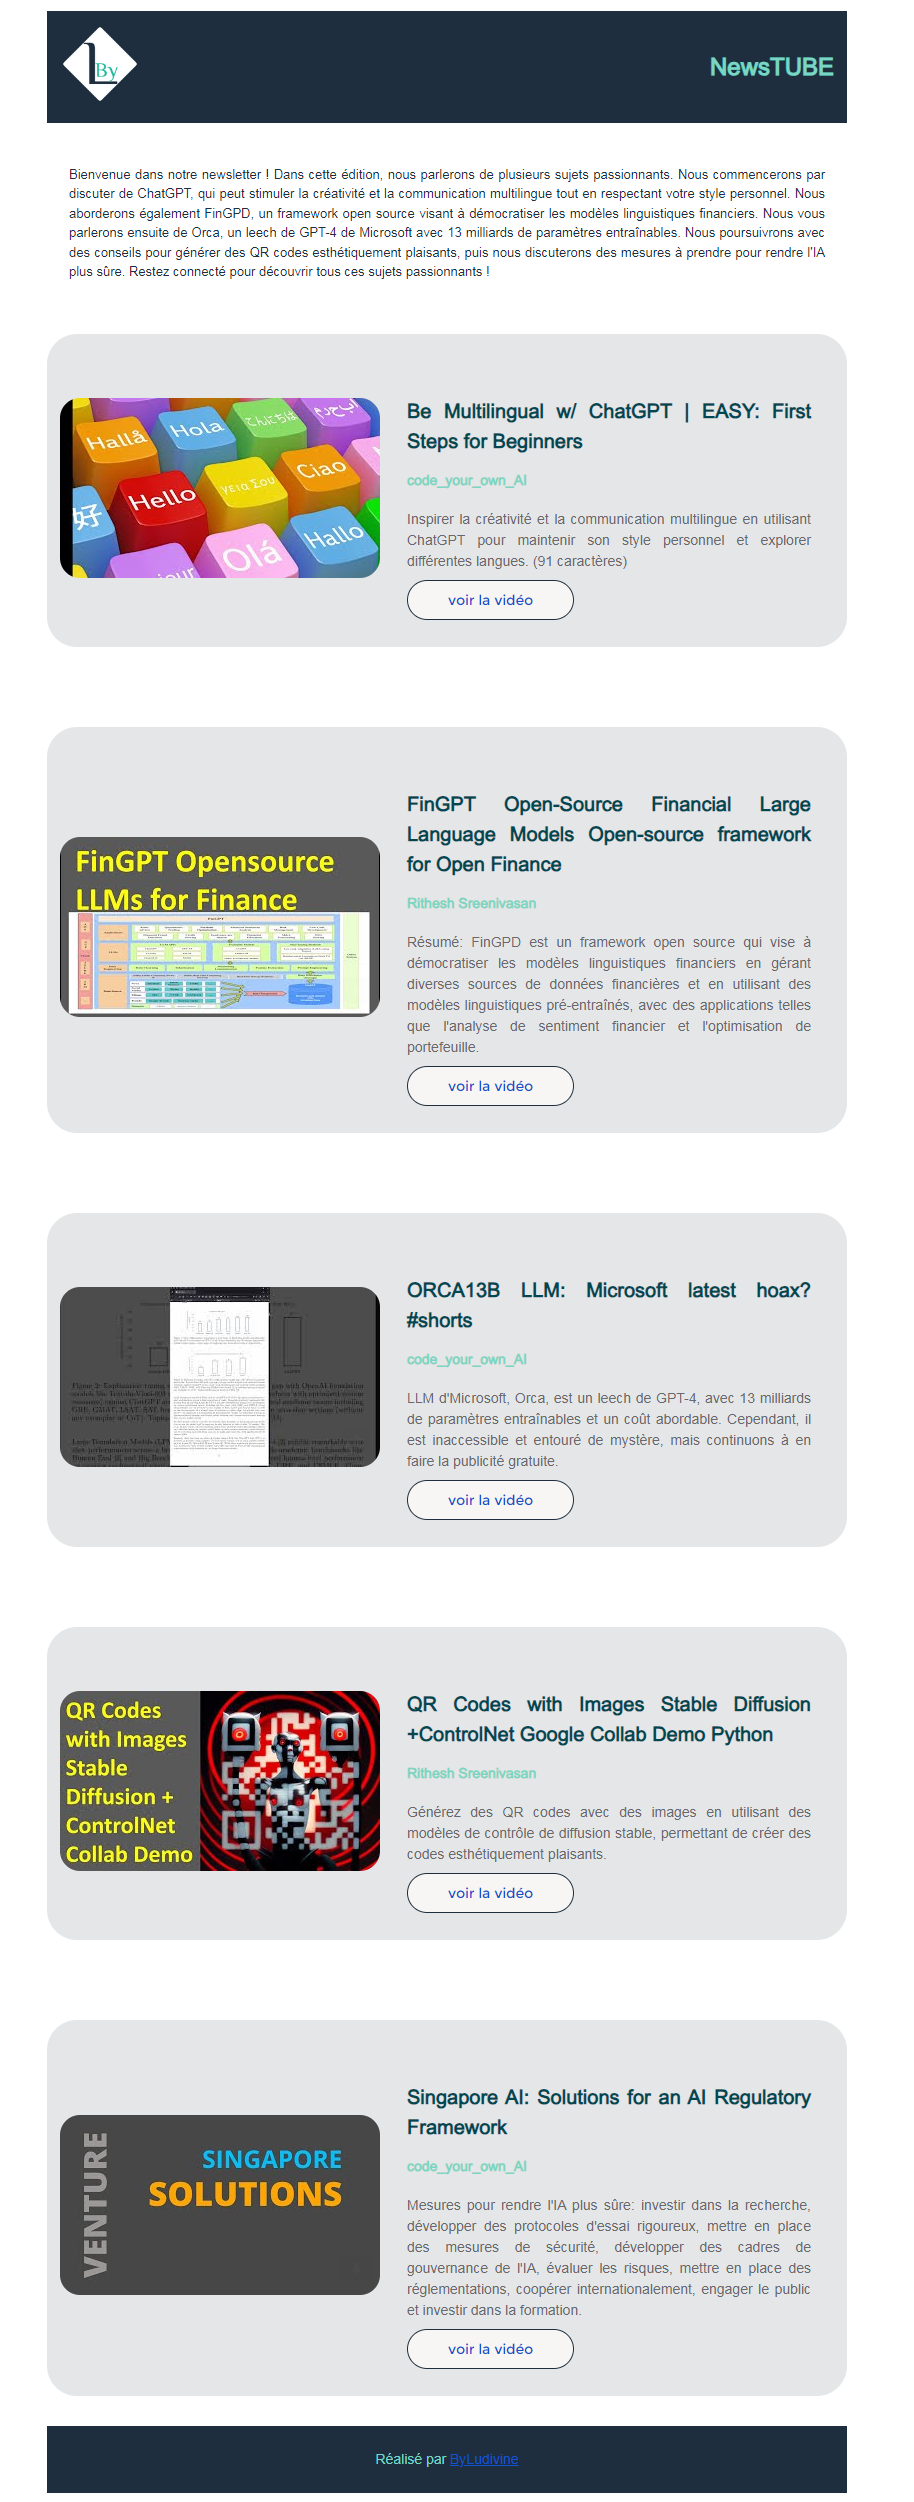 L
By
NewsTUBE
Bienvenue dans notre newsletter ! Dans cette édition, nous parlerons de plusieurs sujets passionnants. Nous commencerons par
discuter de ChatGPT, qui peut stimuler la créativité et la communication multilingue tout en respectant votre style personnel. Nous
aborderons également FinGPD, un framework open source visant à démocratiser les modèles linguistiques financiers. Nous vous
parlerons ensuite de Orca, un leech de GPT-4 de Microsoft avec 13 milliards de paramètres entraînables. Nous poursuivrons avec
des conseils pour générer des QR codes esthétiquement plaisants, puis nous discuterons des mesures à prendre pour rendre l'IA
plus sûre. Restez connecté pour découvrir tous ces sujets passionnants !
Hallå
Hola
こんにちは
好
Hello
γεια σου
Ciao
Olá
Hallo
Be Multilingual w/ ChatGPT | EASY: First
Steps for Beginners
code_your_own_AI
Inspirer la créativité et la communication multilingue en utilisant
ChatGPT pour maintenir son style personnel et explorer
différentes langues. (91 caractères)
voir la vidéo
FinGPT Opensource
LLMs for Finance
FinGPT Open-Source Financial Large
Language Models Open-source framework
for Open Finance
Rithesh Sreenivasan
Résumé: FinGPD est un framework open source qui vise à
démocratiser les modèles linguistiques financiers en gérant
diverses sources de données financières et en utilisant des
modèles linguistiques pré-entraînés, avec des applications telles
que l'analyse de sentiment financier et l'optimisation de
portefeuille.
voir la vidéo
ORCA13B LLM: Microsoft latest hoax?
#shorts
code_your_own_AI
LLM d'Microsoft, Orca, est un leech de GPT-4, avec 13 milliards
de paramètres entraînables et un coût abordable. Cependant, il
est inaccessible et entouré de mystère, mais continuons à en
faire la publicité gratuite.
voir la vidéo
QR Codes
with Images
Stable
Diffusion +
ControlNet
Collab Demo
QR Codes with Images Stable Diffusion
+ControlNet Google Collab Demo Python
Rithesh Sreenivasan
Générez des QR codes avec des images en utilisant des
modèles de contrôle de diffusion stable, permettant de créer des
codes esthétiquement plaisants.
voir la vidéo
VENTURE
SINGAPORE
SOLUTIONS
Singapore AI: Solutions for an AI Regulatory
Framework
code_your_own_AI
Mesures pour rendre l'IA plus sûre: investir dans la recherche,
développer des protocoles d'essai rigoureux, mettre en place
des mesures de sécurité, développer des cadres de
gouvernance de l'IA, évaluer les risques, mettre en place des
réglementations, coopérer internationalement, engager le public
et investir dans la formation.
voir la vidéo
Réalisé par ByLudivine